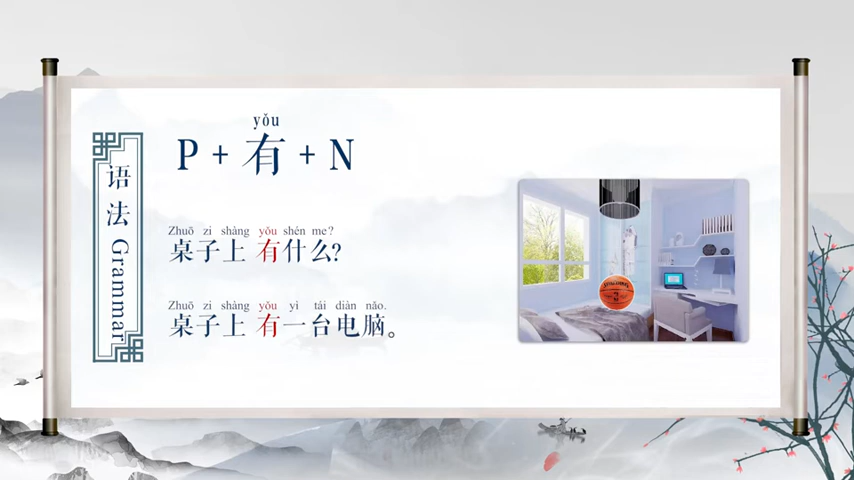 语法 Grammar
yǒu
P + 有 + N
Zhuō zi shàng yǒu shén me?
桌子上 有什么?
Zhuō zi shàng yǒu yì tái diàn nǎo.
桌子上 有一台电脑。
SPALDING